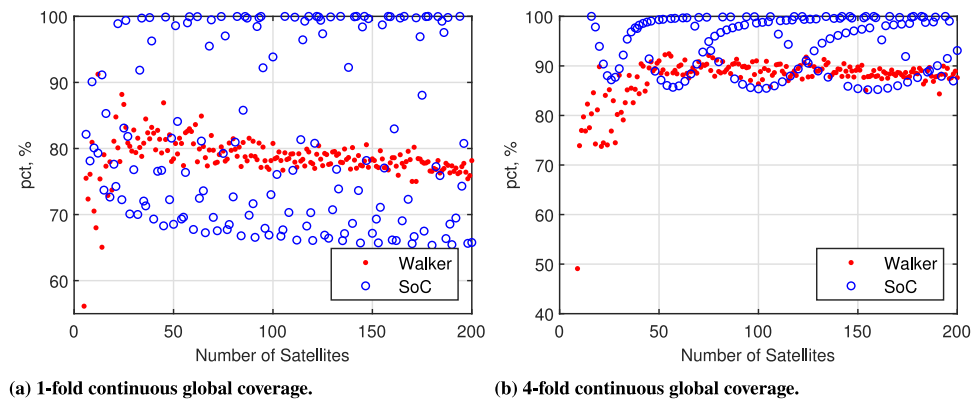 100
90
80
70
60
pct, %
0
50
100
150
200
Number of Satellites
Walker
SoC
(a) 1-fold continuous global coverage.
100
90
80
70
60
50
40
pct, %
0
50
100
150
200
Number of Satellites
Walker
SoC
(b) 4-fold continuous global coverage.